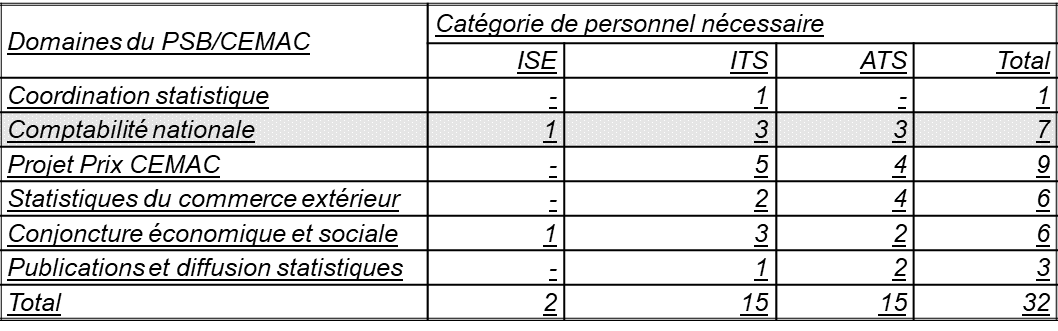 Domaines du PSB/CEMAC Catégorie de personnel nécessaire
ISE ITS ATS Total
Coordination statistique - 1 - 1
Comptabilité nationale 1 3 3 7
Projet Prix CEMAC - 5 4 9
Statistiques du commerce extérieur - 2 4 6
Conjoncture économique et sociale 1 3 2 6
Publications et diffusion statistiques - 1 2 3
Total 2 15 15 32